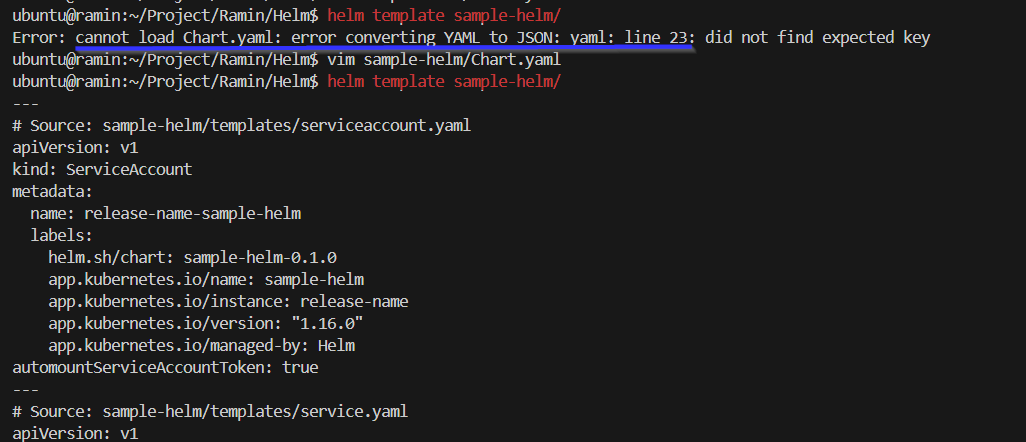 ubuntu@ramin:~/Project/Ramin/Helm$ helm template sample-helm/
Error: cannot load Chart.yaml: error converting YAML to JSON: yaml: line 23: did not find expected key
ubuntu@ramin:~/Project/Ramin/Helm$ vim sample-helm/Chart.yaml
ubuntu@ramin:~/Project/Ramin/Helm$ helm template sample-helm/
---
# Source: sample-helm/templates/serviceaccount.yaml
apiVersion: v1
kind: ServiceAccount
metadata:
  name: release-name-sample-helm
  labels:
    helm.sh/chart: sample-helm-0.1.0
    app.kubernetes.io/name: sample-helm
    app.kubernetes.io/instance: release-name
    app.kubernetes.io/version: "1.16.0"
    app.kubernetes.io/managed-by: Helm
automountServiceAccountToken: true
---
# Source: sample-helm/templates/service.yaml
apiVersion: v1